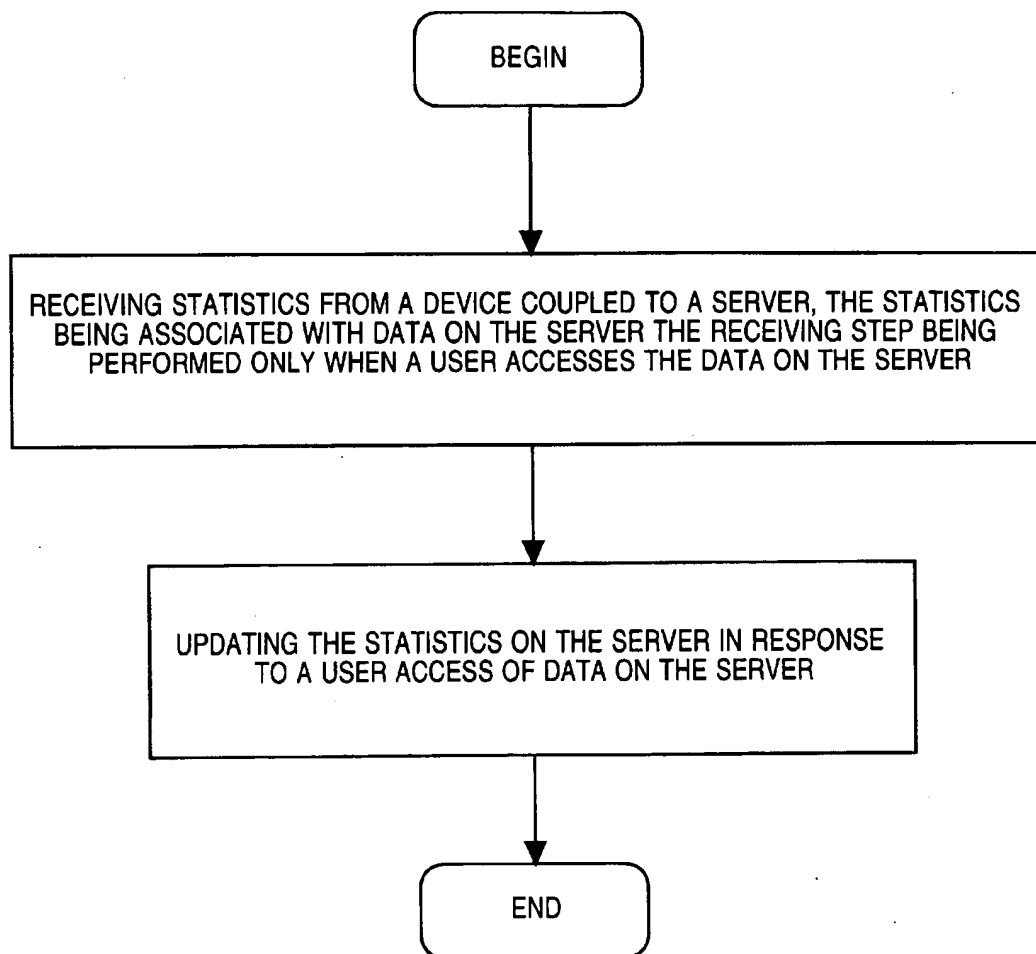 BEGIN
RECEIVING STATISTICS FROM A DEVICE COUPLED TO A SERVER, THE STATISTICS
BEING ASSOCIATED WITH DATA ON THE SERVER THE RECEIVING STEP BEING
PERFORMED ONLY WHEN A USER ACCESSES THE DATA ON THE SERVER
UPDATING THE STATISTICS ON THE SERVER IN RESPONSE
TO A USER ACCESS OF DATA ON THE SERVER
END